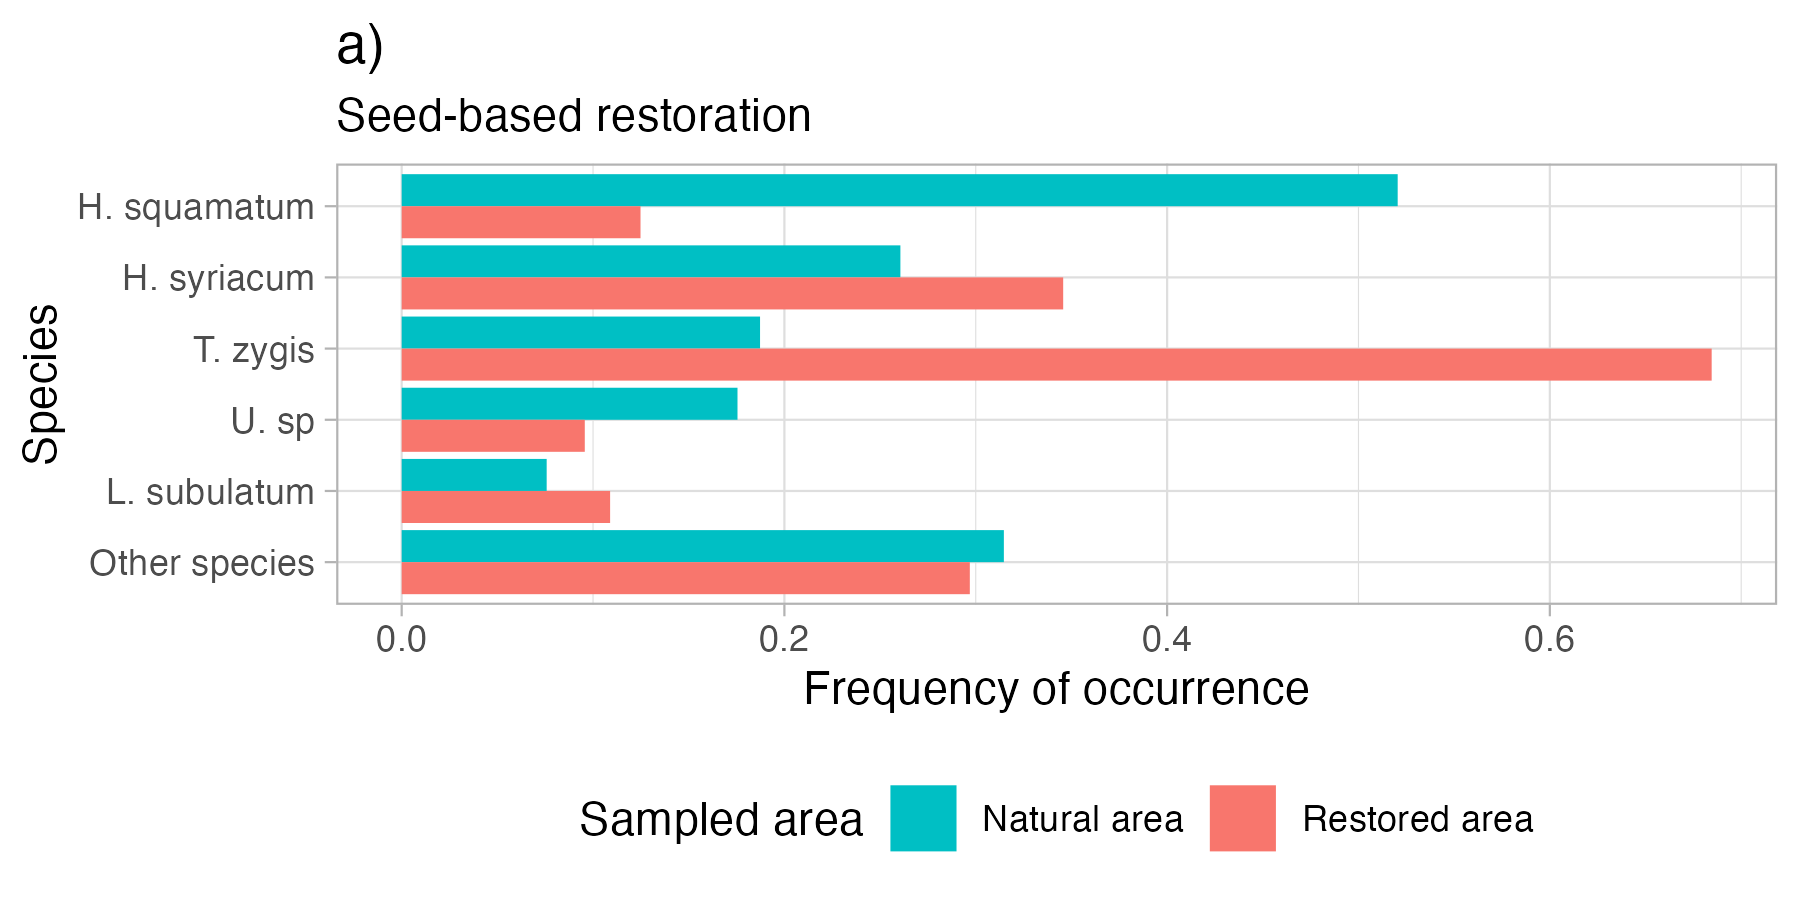 a)
Seed-based restoration
Species
H. squamatum
H. syriacum
T. zygis
U. sp
L. subulatum
Other species
0.0 0.2 0.4 0.6
Frequency of occurrence
Sampled area Natural area Restored area